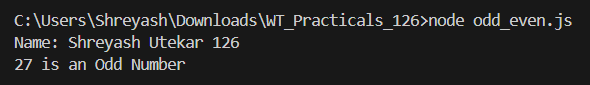 C:\Users\Shreyash\Downloads\WT_Practicals_126>node odd_even.js
Name: Shreyash Utekar 126
27 is an Odd Number